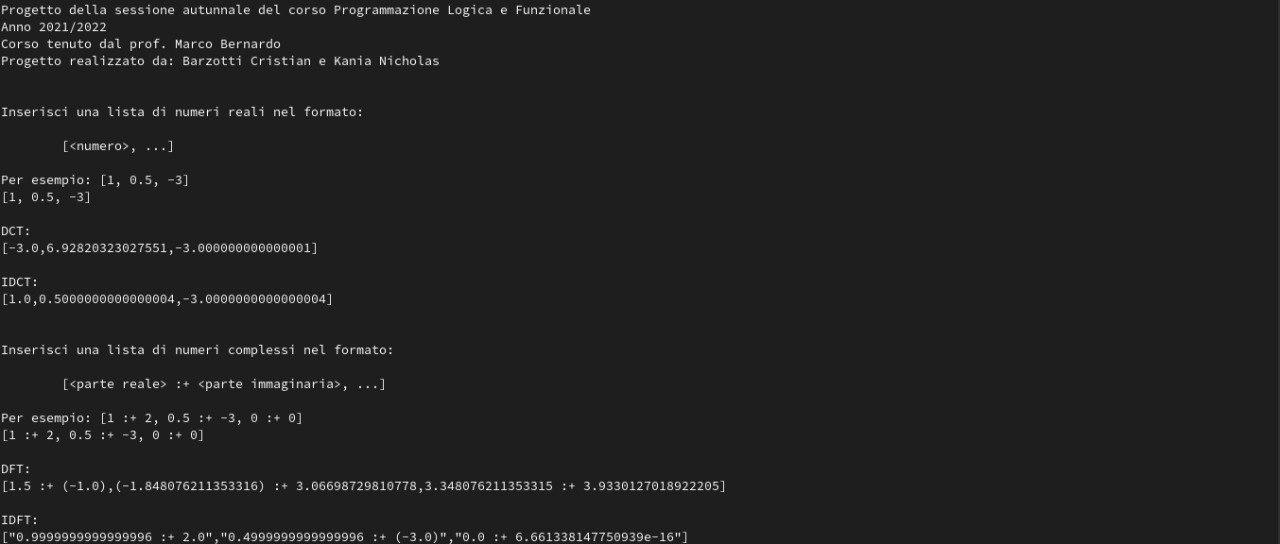 Progetto della sessione autunnale del corso Programmazione Logica e Funzionale
Anno 2021/2022
Corso tenuto dal prof. Marco Bernardo
Progetto realizzato da: Barzotti Cristian e Kania Nicholas
Inserisci una lista di numeri reali nel formato:
[<numero>, ...]
Per esempio: [1, 0.5, -3]
[1, 0.5, -3]
DCT:
[-3.0,6.92820323027551,-3.000000000000001]
IDCT:
[1.0,0.5000000000000004,-3.0000000000000004]
Inserisci una lista di numeri complessi nel formato:
[<parte reale> :+ <parte immaginaria>, ...]
Per esempio: [1 :+ 2, 0.5 :+ -3, 0 :+ 0]
[1 :+ 2, 0.5 :+ -3, 0 :+ 0]
DFT:
[1.5 :+ (-1.0),(-1.848076211353316) :+ 3.06698729810778,3.348076211353315 :+ 3.9330127018922205]
IDFT:
["0.9999999999999996 :+ 2.0","0.4999999999999996 :+ (-3.0)","0.0 :+ 6.661338147750939e-16"]